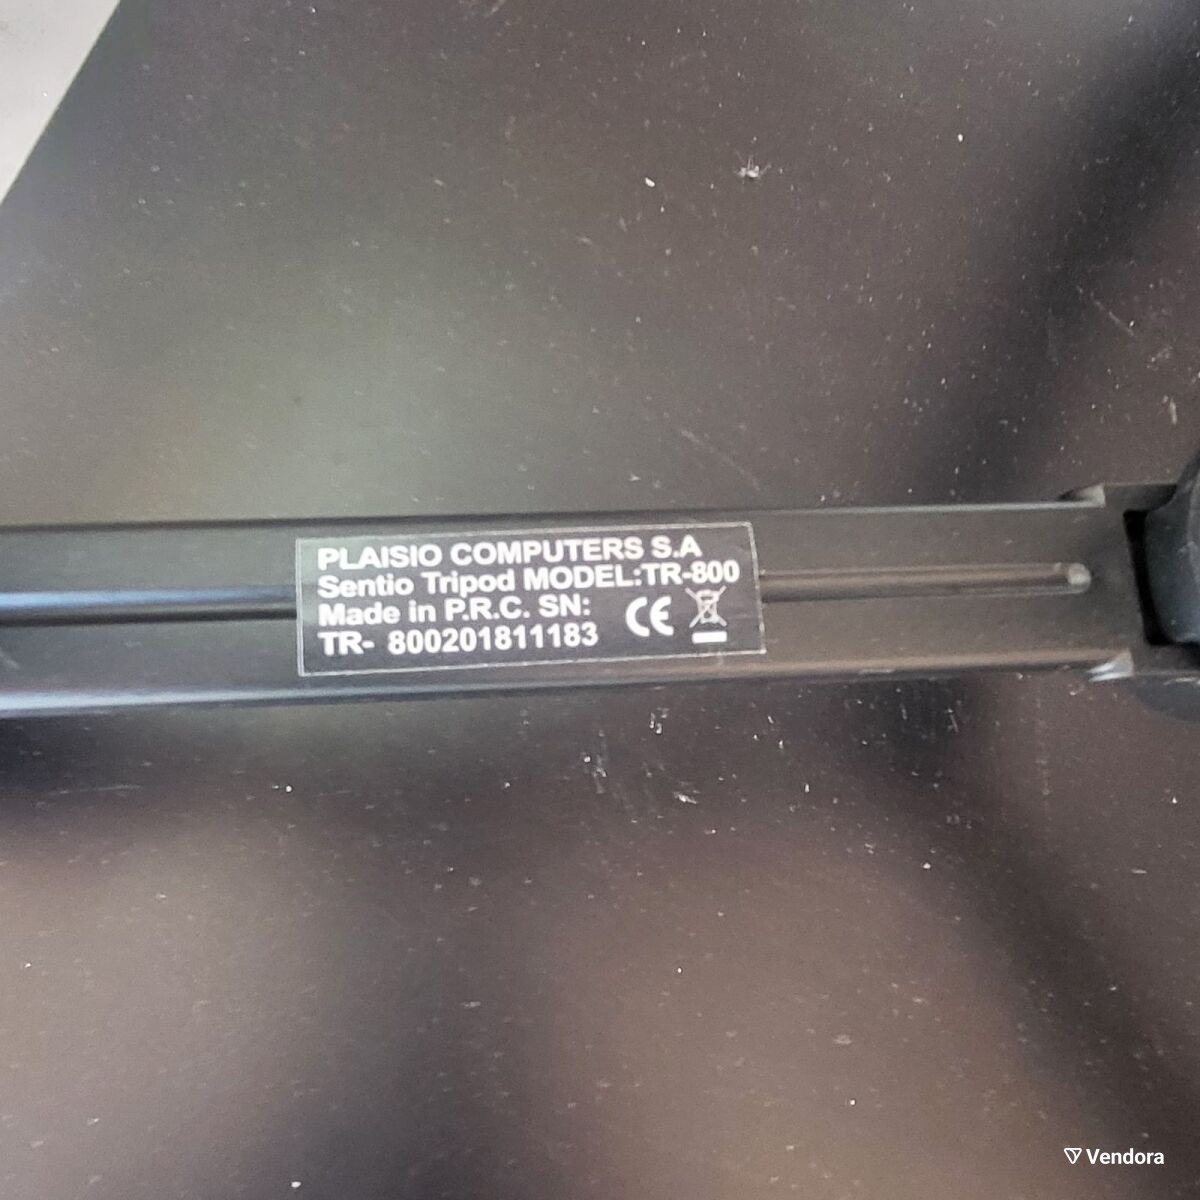 PLAISIO COMPUTERS S.A
Sentio Tripod MODEL:TR-800
Made in P.R.C. SN:
TR- 800201811183
CE
Vendora